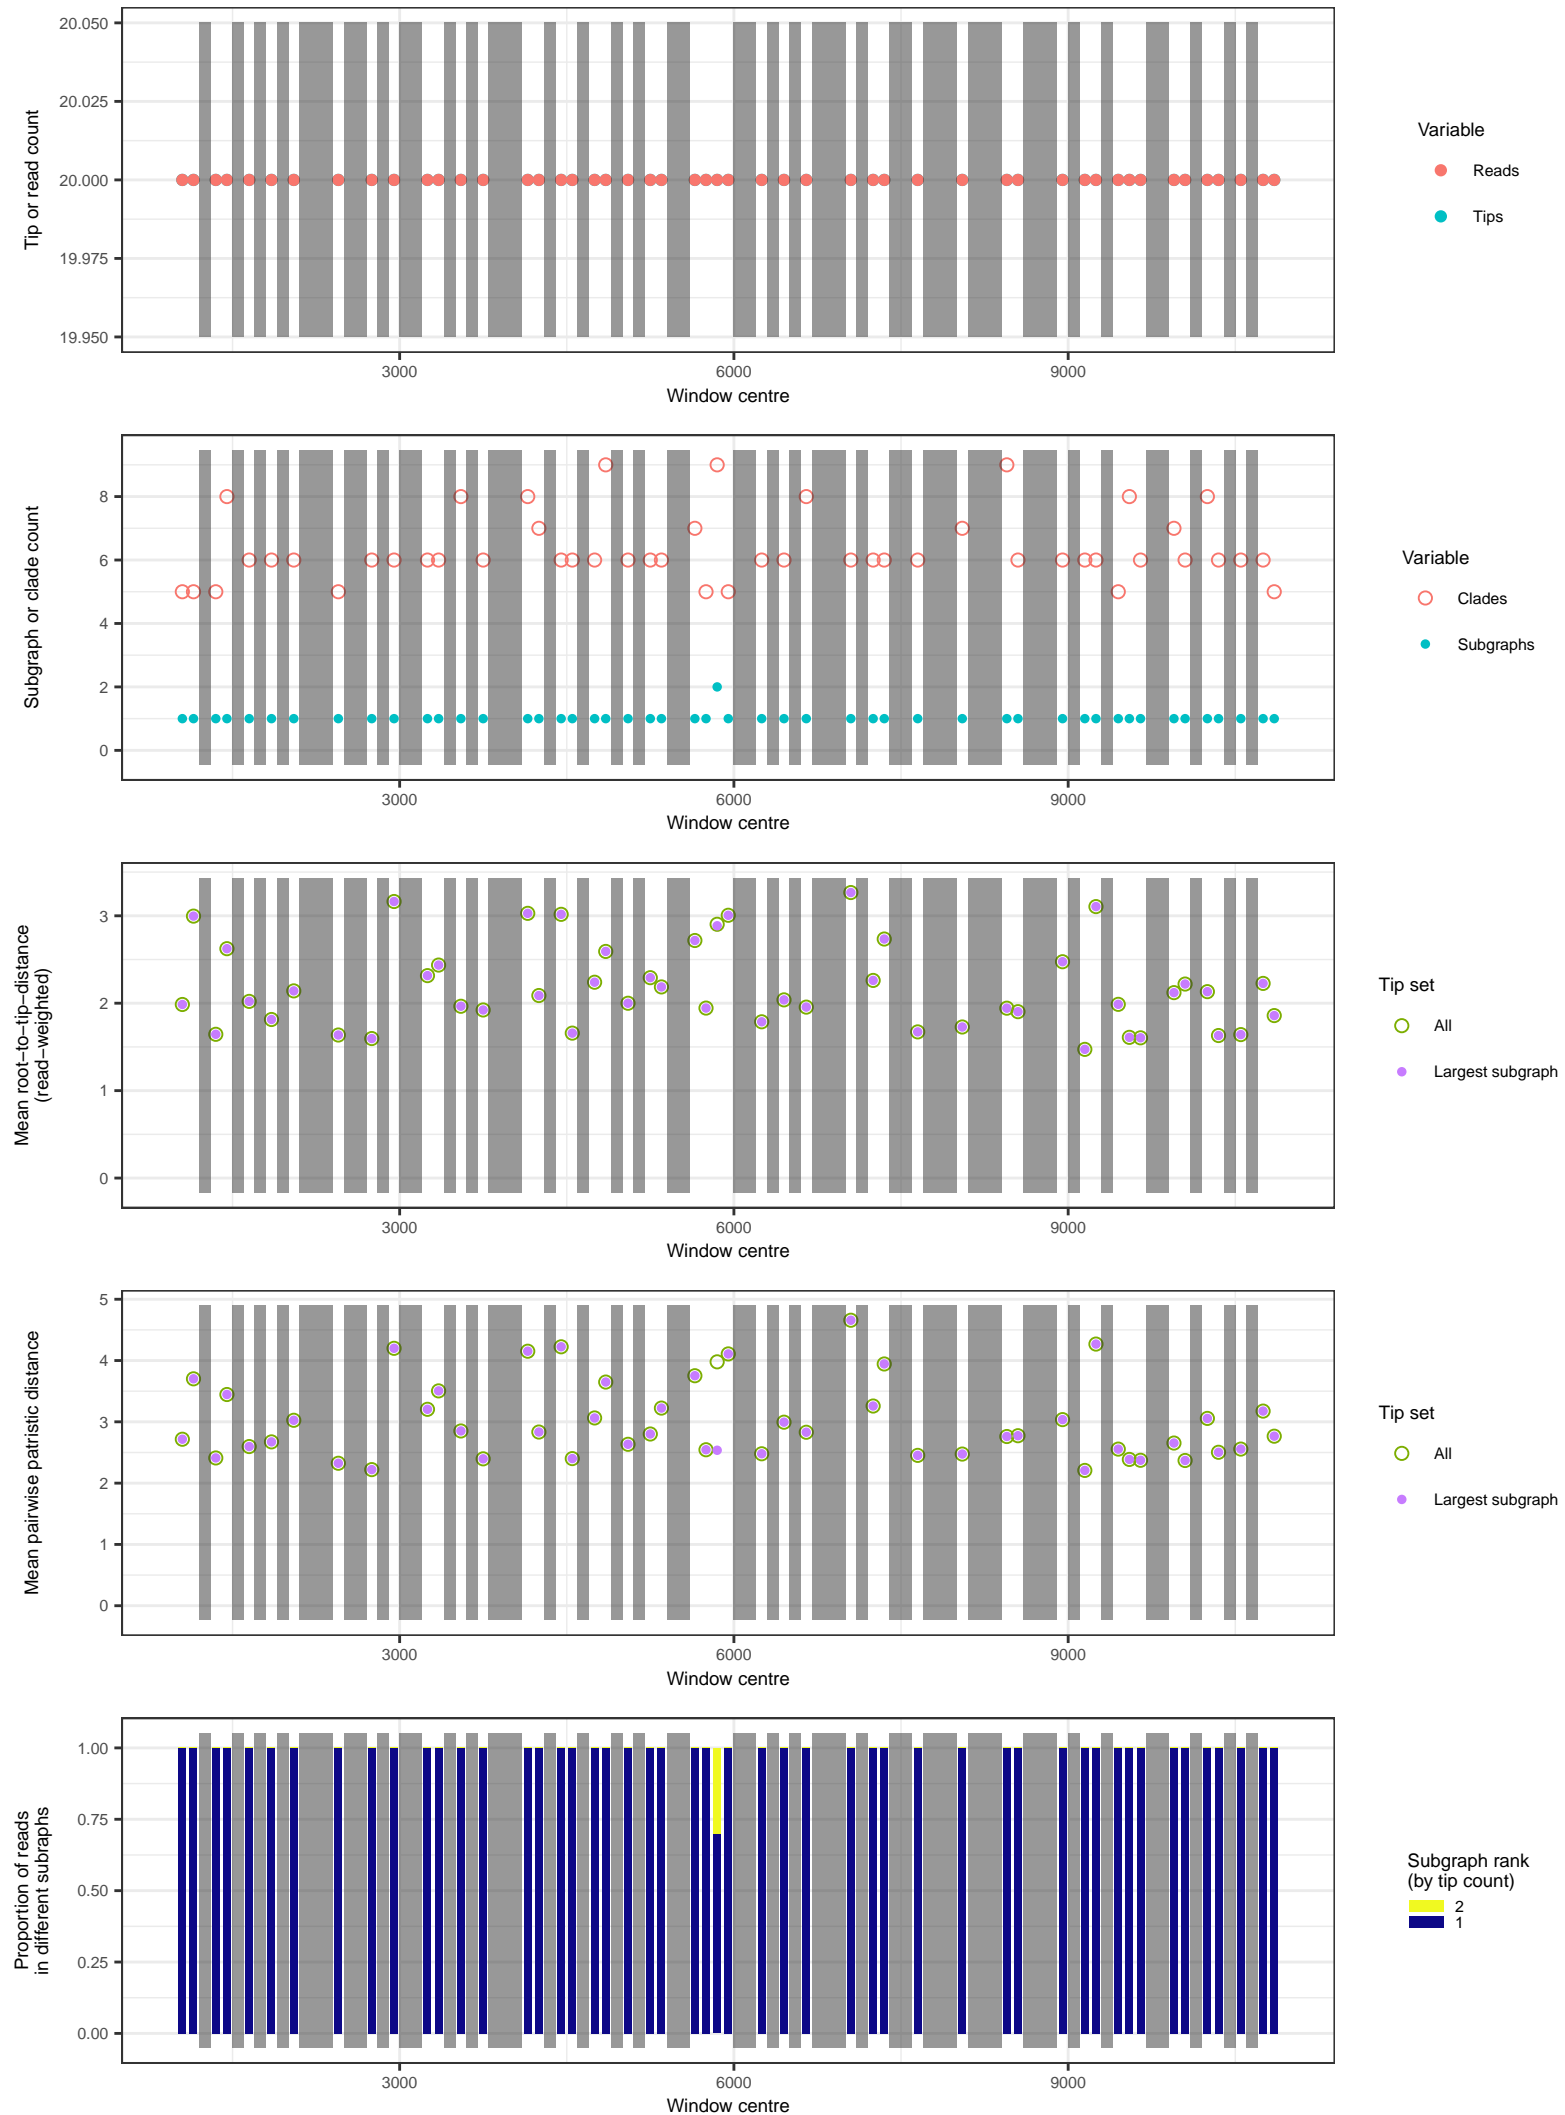 20.050
20.025
20.000
19.975
19.950
Tip or read count
3000 6000 9000
Window centre
Variable
Reads
Tips
8
6
4
2
0
Subgraph or clade count
3000 6000 9000
Window centre
Variable
Clades
Subgraphs
3
2
1
0
Mean root−to−tip−distance
(read−weighted)
3000 6000 9000
Window centre
Tip set
All
Largest subgraph
5
4
3
2
1
0
Mean pairwise patristic distance
3000 6000 9000
Window centre
Tip set
All
Largest subgraph
1.00
0.75
0.50
0.25
0.00
Proportion of reads
in different subraphs
3000 6000 9000
Window centre
Subgraph rank
(by tip count)
2
1